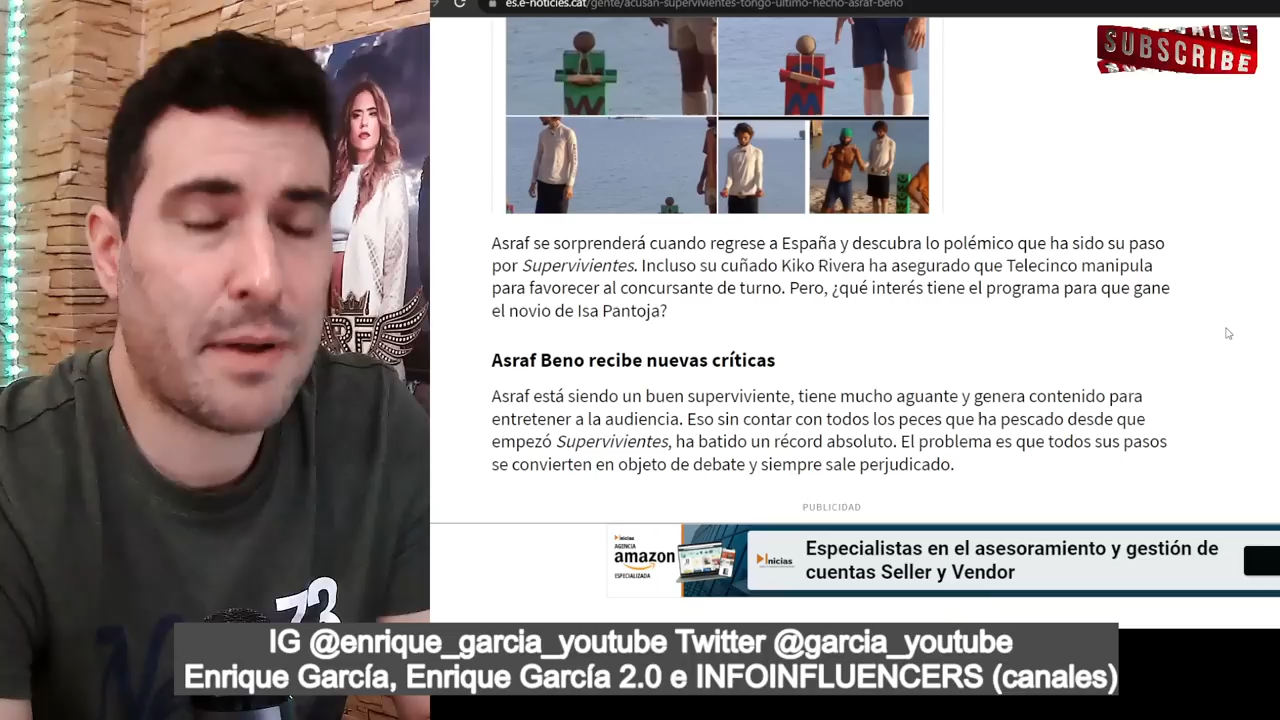 es.e-noticies.cat/gente/acusan-supervivientes-tongo-ultimo-hecho-asraf-beno
SUBSCRIBE
Asraf se sorprenderá cuando regrese a España y descubra lo polémico que ha sido su paso
por Supervivientes. Incluso su cuñado Kiko Rivera ha asegurado que Telecinco manipula
para favorecer al concursante de turno. Pero, ¿qué interés tiene el programa para que gane
el novio de Isa Pantoja?
Asraf Beno recibe nuevas críticas
Asraf está siendo un buen superviviente, tiene mucho aguante y genera contenido para
entretener a la audiencia. Eso sin contar con todos los peces que ha pescado desde que
empezó Supervivientes, ha batido un récord absoluto. El problema es que todos sus pasos
se convierten en objeto de debate y siempre sale perjudicado.
PUBLICIDAD
Inicias
AGENCIA
amazon
ESPECIALIZADA
Inicias
Especialistas en el asesoramiento y gestión de
cuentas Seller y Vendor
73
IG @enrique_garcia_youtube Twitter @garcia_youtube
Enrique García, Enrique García 2.0 e INFOINFLUENCERS (canales)